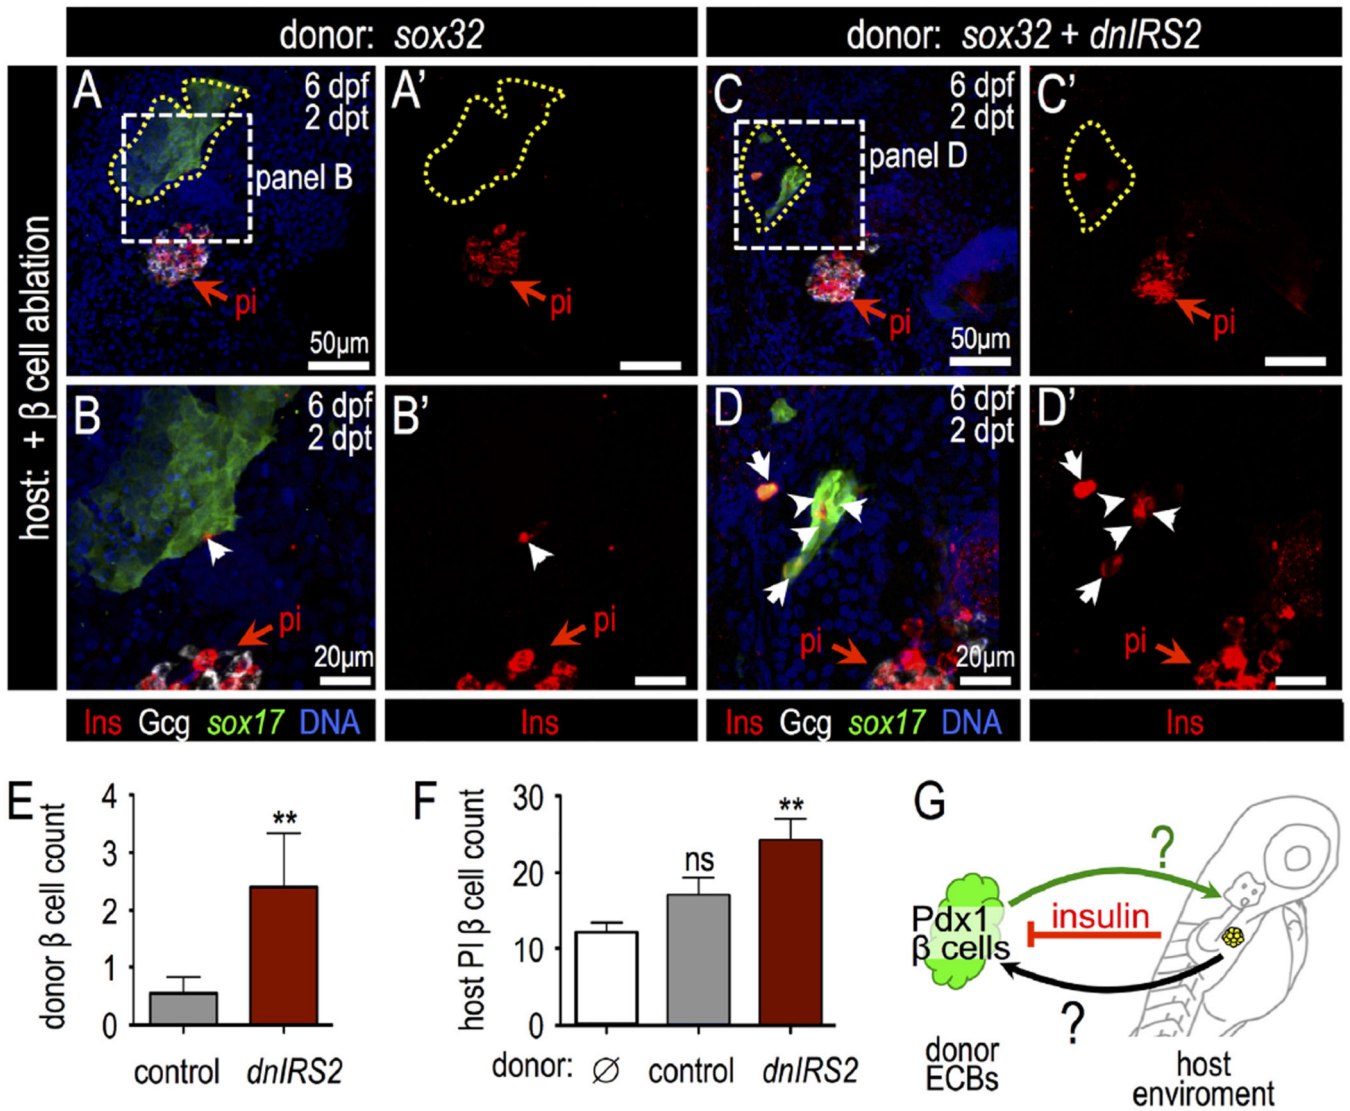 donor: sox32
donor: sox32 + dnIRS2
host: + β cell ablation
A
6 dpf
2 dpt
panel B
pi
50µm
A'
pi
C
6 dpf
2 dpt
panel D
pi
50µm
C'
pi
B
6 dpf
2 dpt
pi
20µm
B'
pi
D
6 dpf
2 dpt
pi
20µm
D'
pi
Ins Gcg sox17 DNA
Ins
Ins Gcg sox17 DNA
Ins
E
donor β cell count
4
3
2
1
0
**
control
dnIRS2
F
host PI β cell count
30
20
10
0
ns
**
donor: ∅
control
dnIRS2
G
?
Pdx1
β cells
insulin
?
donor
ECBs
host
enviroment